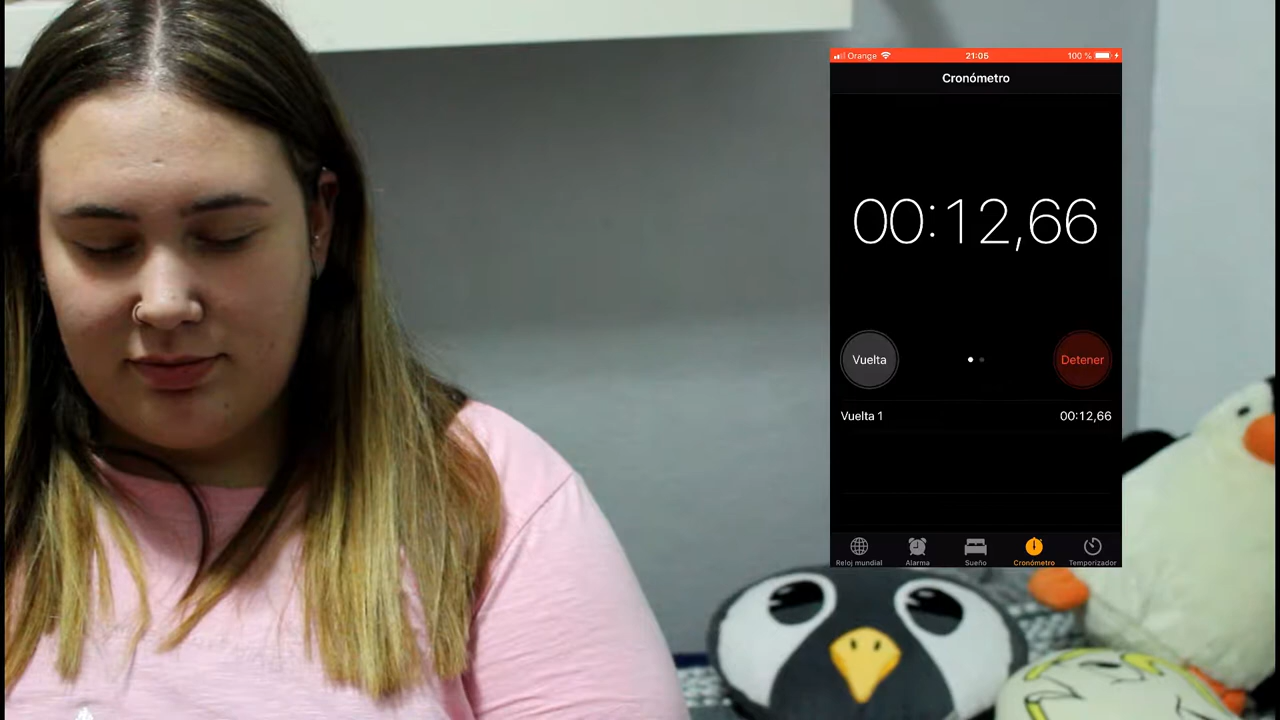 Orange 21:05 100 %
Cronómetro
00:12,66
Vuelta Detener
Vuelta 1 00:12,66
Reloj mundial Alarma Sueño Cronómetro Temporizador